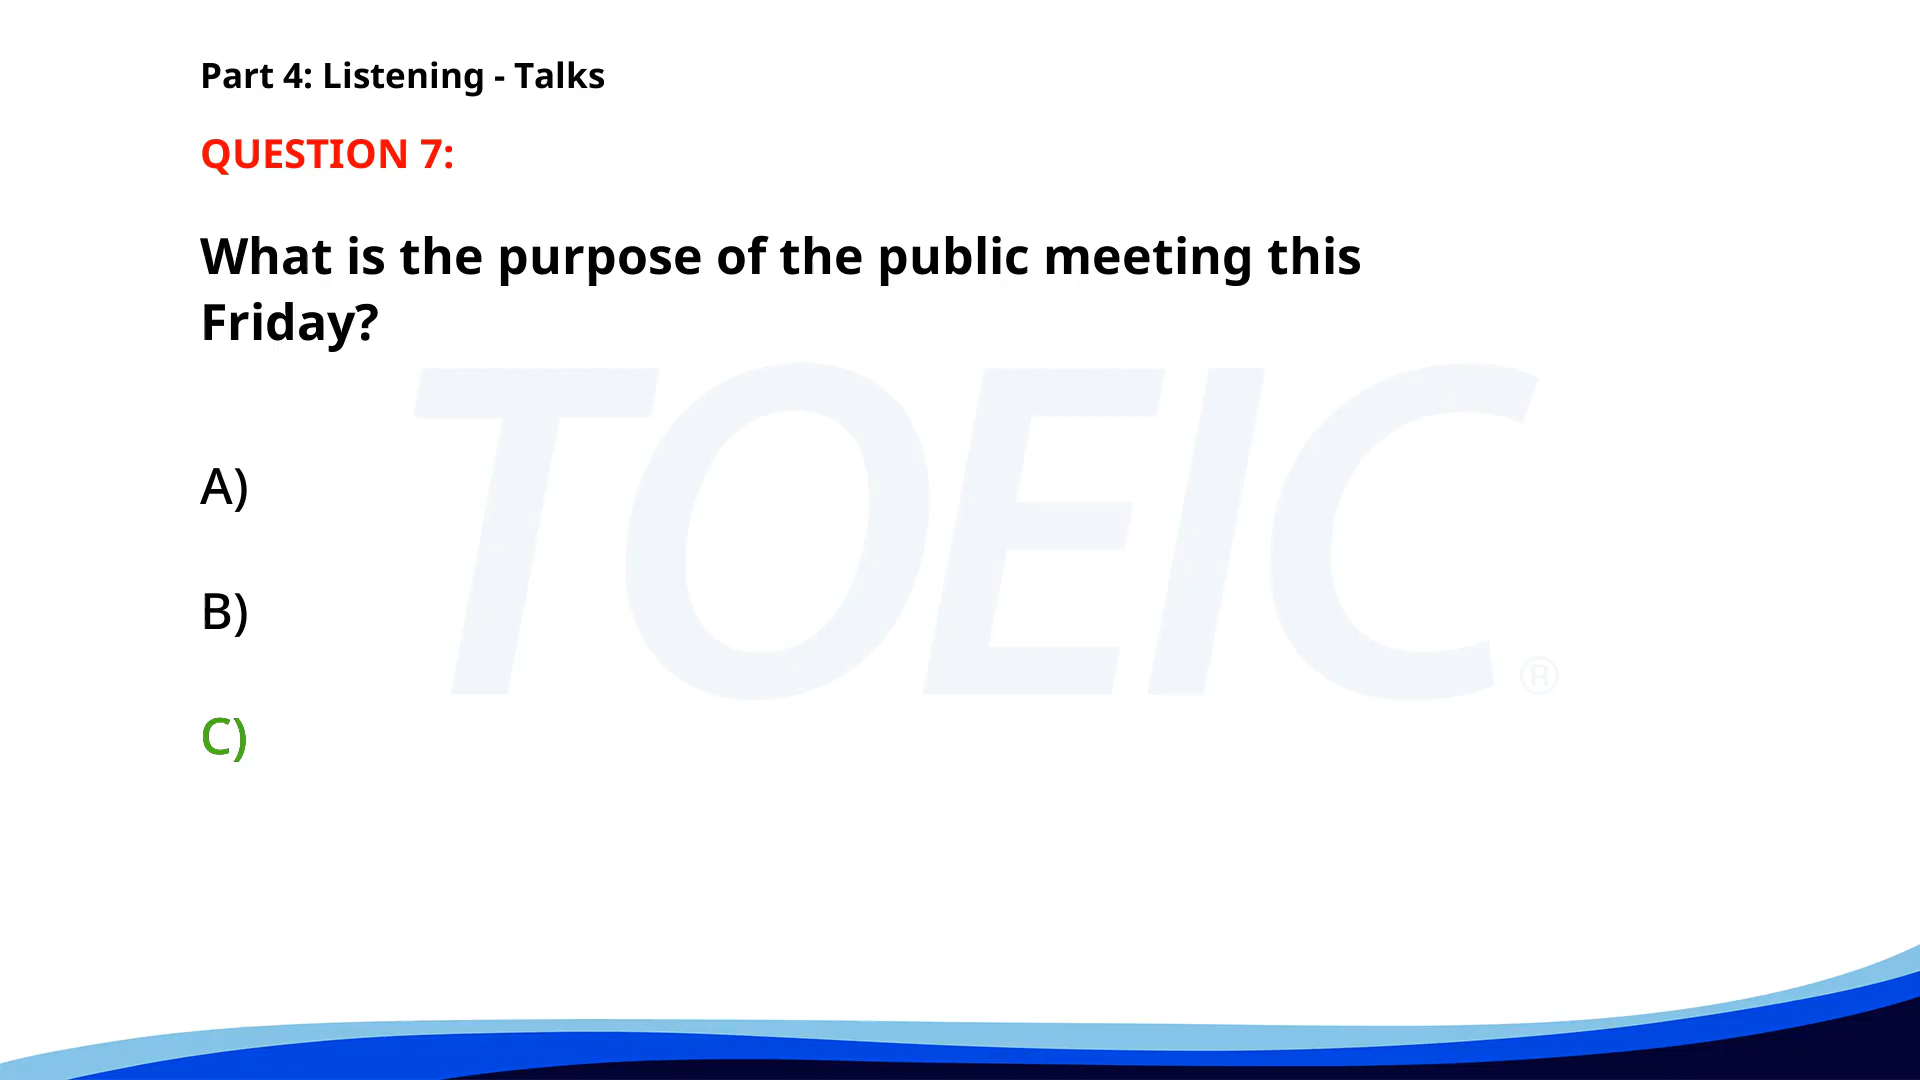 Part 4: Listening - Talks
QUESTION 7:
What is the purpose of the public meeting this
Friday?
TOEIC®
A)
B)
C)